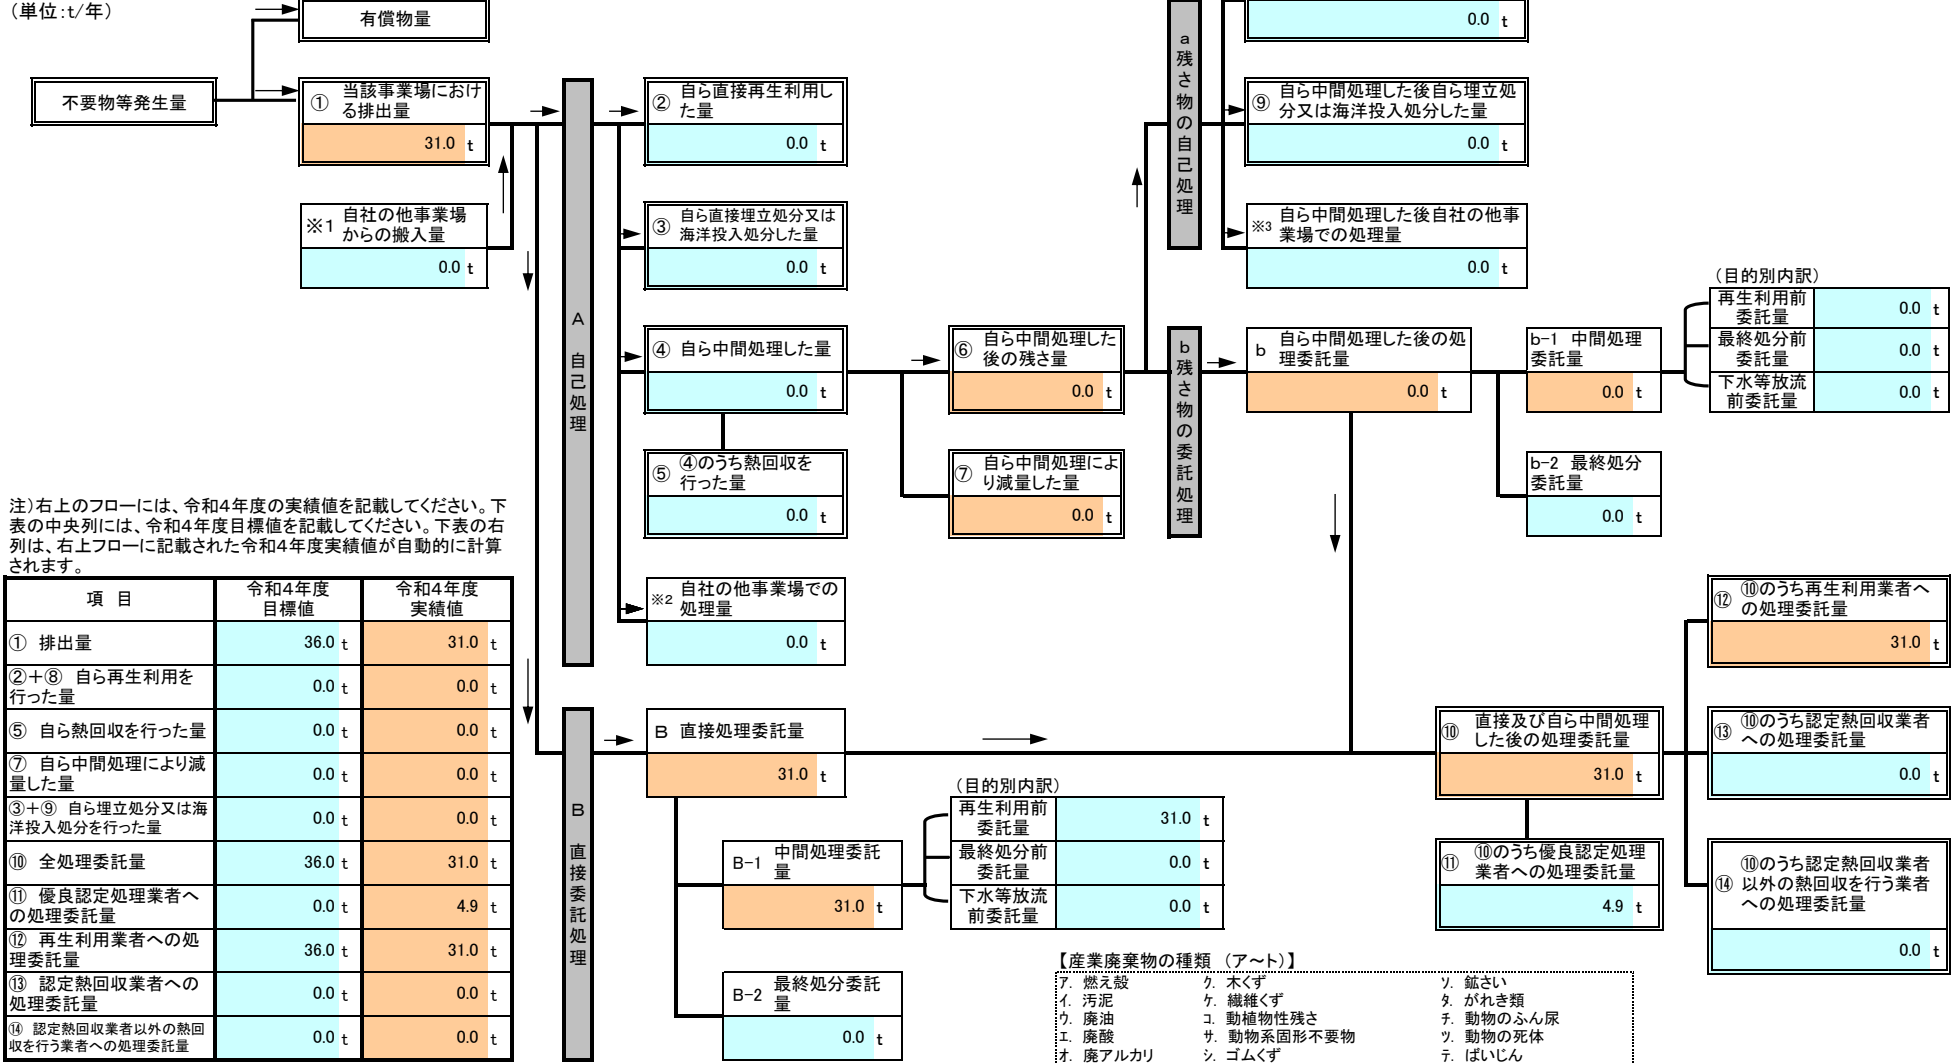 （単位：t/年）
有償物量
0.0 t
不要物等発生量
① 当該事業場におけ
る排出量
31.0 t
※1 自社の他事業場
からの搬入量
0.0 t
A 自己処理
② 自ら直接再生利用し
た量
0.0 t
③ 自ら直接埋立処分又は
海洋投入処分した量
0.0 t
④ 自ら中間処理した量
0.0 t
⑤ ④のうち熱回収を
行った量
0.0 t
※2 自社の他事業場での
処理量
0.0 t
⑥ 自ら中間処理した
後の残さ量
0.0 t
⑦ 自ら中間処理によ
り減量した量
0.0 t
a 残さ物の自己処理
⑨ 自ら中間処理した後自ら埋立処
分又は海洋投入処分した量
0.0 t
※3 自ら中間処理した後自社の他事
業場での処理量
0.0 t
b 残さ物の委託処理
b 自ら中間処理した後の処
理委託量
0.0 t
b-1 中間処理
委託量
0.0 t
b-2 最終処分
委託量
0.0 t
（目的別内訳）
再生利用前
委託量
0.0 t
最終処分前
委託量
0.0 t
下水等放流
前委託量
0.0 t
注）右上のフローには、令和４年度の実績値を記載してください。下
表の中央列には、令和４年度目標値を記載してください。下表の右
列は、右上フローに記載された令和４年度実績値が自動的に計算
されます。
項 目
令和４年度
目標値
令和４年度
実績値
① 排出量 36.0 t 31.0 t
②＋⑧ 自ら再生利用を
行った量 0.0 t 0.0 t
⑤ 自ら熱回収を行った量 0.0 t 0.0 t
⑦ 自ら中間処理により減
量した量 0.0 t 0.0 t
③＋⑨ 自ら埋立処分又は海
洋投入処分を行った量 0.0 t 0.0 t
⑩ 全処理委託量 36.0 t 31.0 t
⑪ 優良認定処理業者へ
の処理委託量 0.0 t 4.9 t
⑫ 再生利用業者への処
理委託量 36.0 t 31.0 t
⑬ 認定熱回収業者への
処理委託量 0.0 t 0.0 t
⑭ 認定熱回収業者以外の熱回
収を行う業者への処理委託量 0.0 t 0.0 t
B 直接委託処理
B 直接処理委託量
31.0 t
B-1 中間処理委託
量
31.0 t
B-2 最終処分委託
量
0.0 t
（目的別内訳）
再生利用前
委託量
31.0 t
最終処分前
委託量
0.0 t
下水等放流
前委託量
0.0 t
⑩ 直接及び自ら中間処理
した後の処理委託量
31.0 t
⑪ ⑩のうち優良認定処理
業者への処理委託量
4.9 t
⑫ ⑩のうち再生利用業者へ
の処理委託量
31.0 t
⑬ ⑩のうち認定熱回収業者
への処理委託量
0.0 t
⑭ ⑩のうち認定熱回収業者
以外の熱回収を行う業者
への処理委託量
0.0 t
【産業廃棄物の種類 （ア～ト）】
ｱ. 燃え殻 ｸ. 木くず ｿ. 鉱さい
ｲ. 汚泥 ｹ. 繊維くず ﾀ. がれき類
ｳ. 廃油 ｺ. 動植物性残さ ﾁ. 動物のふん尿
ｴ. 廃酸 ｻ. 動物系固形不要物 ﾂ. 動物の死体
ｵ. 廃アルカリ ｼ. ゴムくず ﾃ. ばいじん